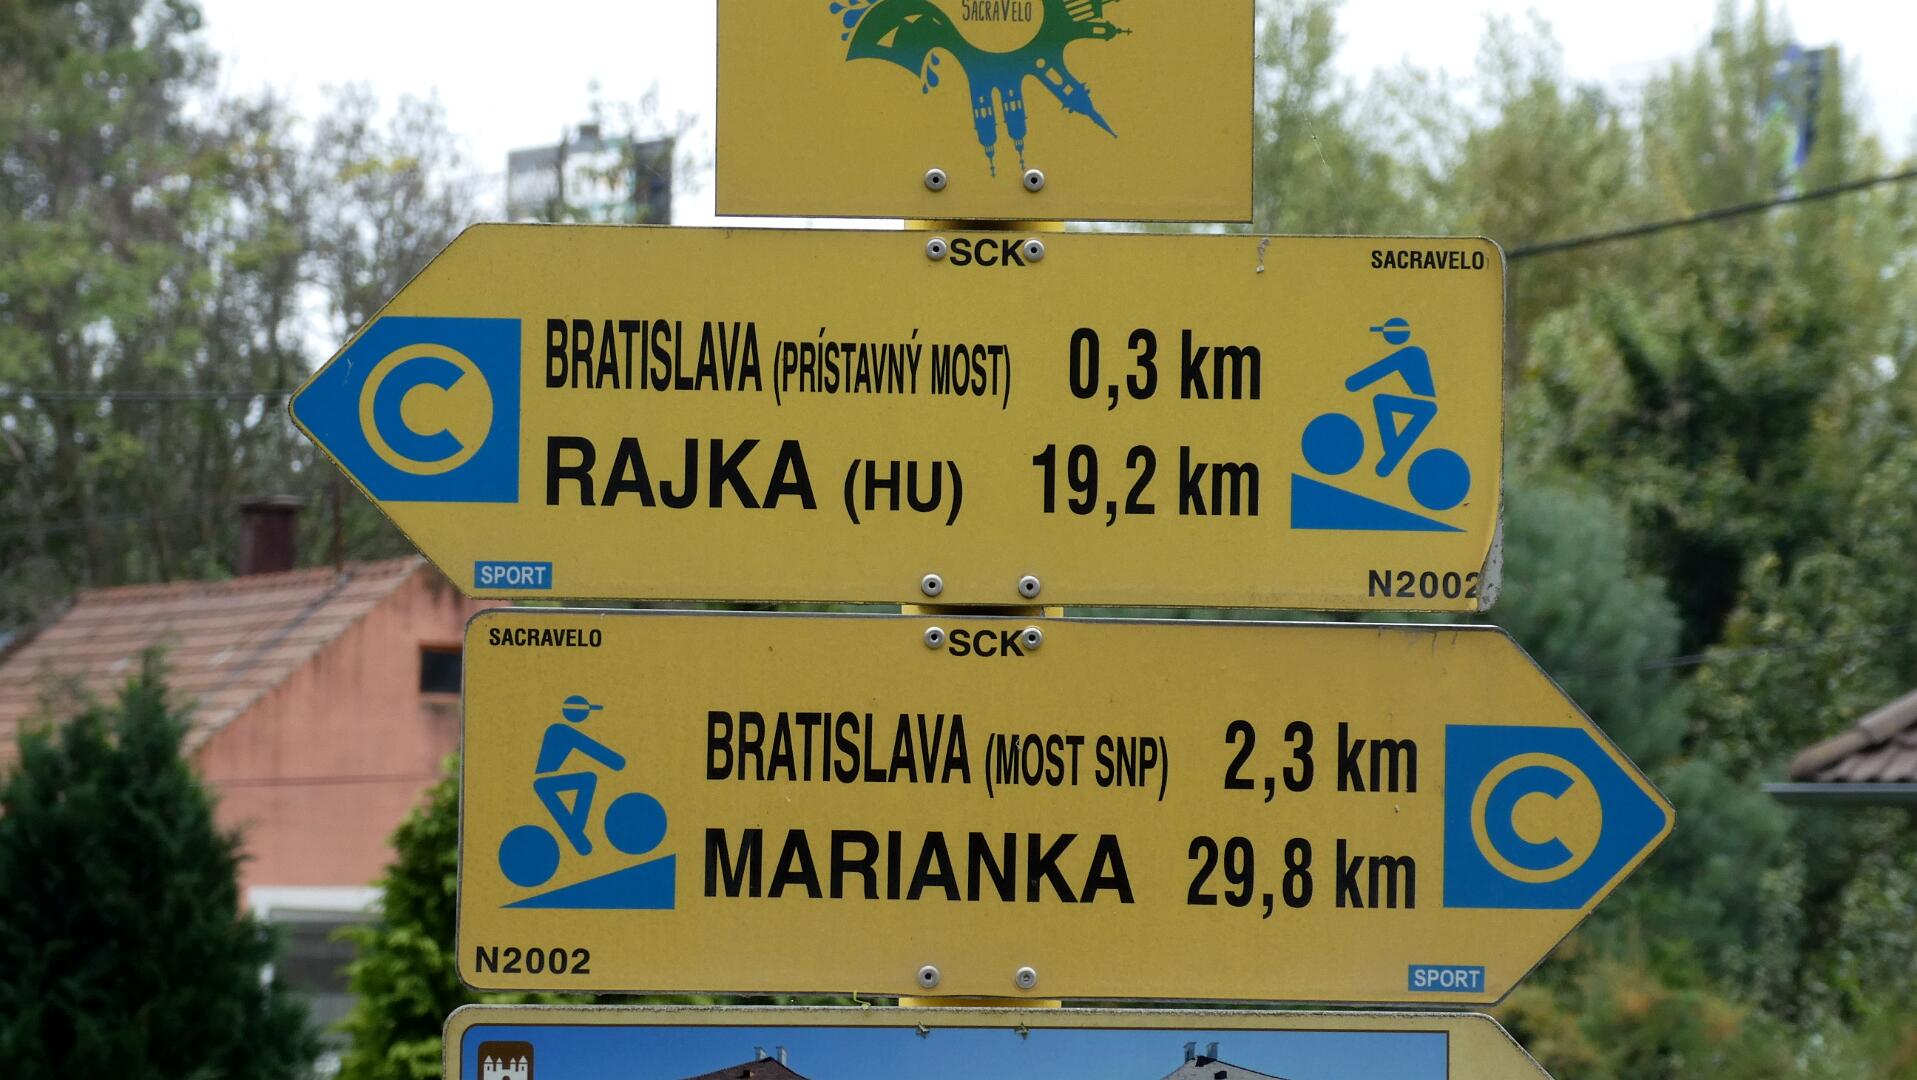 SACRAVELO
SCK
SACRAVELO
C
BRATISLAVA (PRÍSTAVNÝ MOST) 0,3 km
RAJKA (HU) 19,2 km
SPORT
N2002
SACRAVELO
SCK
BRATISLAVA (MOST SNP) 2,3 km
MARIANKA 29,8 km
C
N2002
SPORT